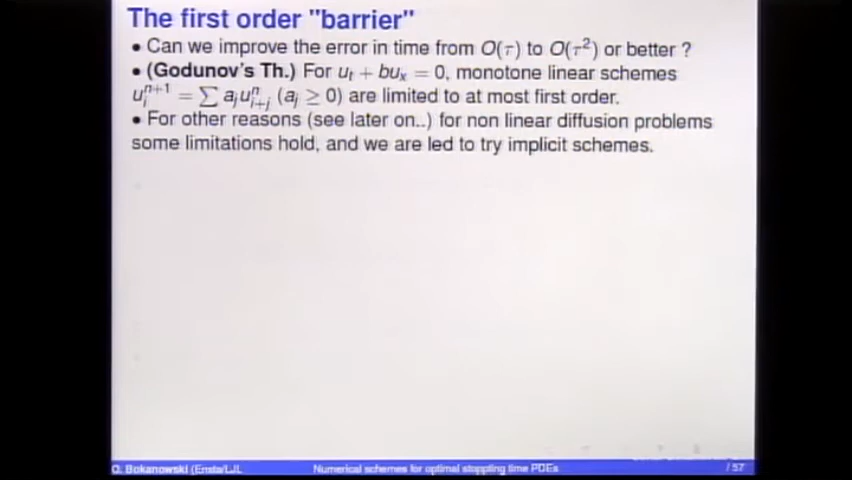 The first order "barrier"
• Can we improve the error in time from O(τ) to O(τ²) or better ?
• (Godunov's Th.) For uₜ + buₓ = 0, monotone linear schemes
uᵢⁿ⁺¹ = ∑ aⱼuⁿᵢ₊ⱼ (aⱼ ≥ 0) are limited to at most first order.
• For other reasons (see later on..) for non linear diffusion problems
some limitations hold, and we are led to try implicit schemes.
O. Bokanowski (Ensta/LJL Numerical schemes for optimal stopping time PDEs / 57